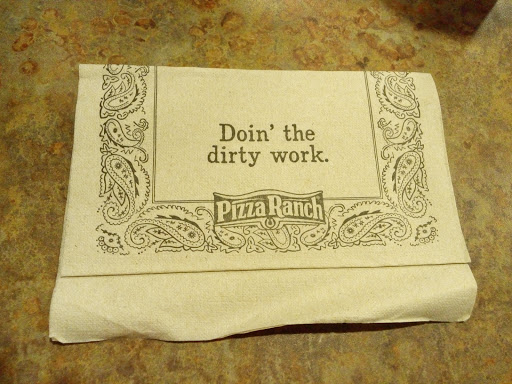 Doin' the
dirty work.
Pizza Ranch